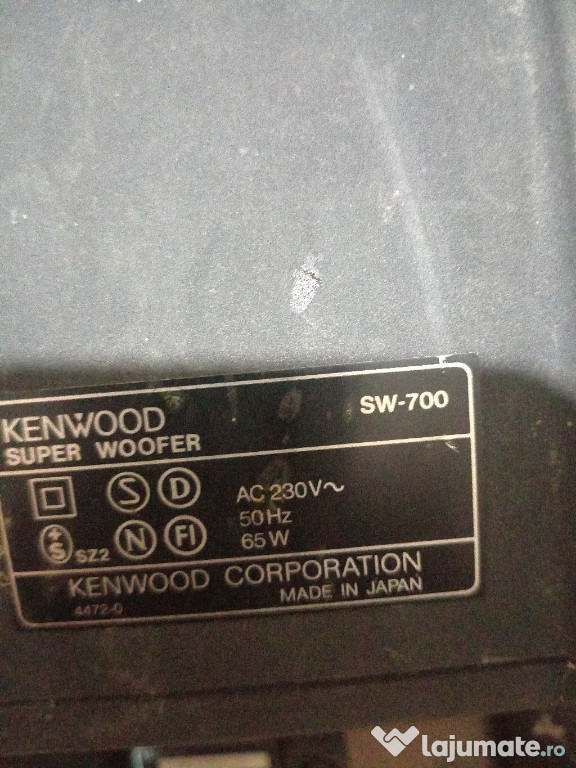 KENWOOD
SUPER WOOFER
SW-700
S D
S SZ2 N FI
AC 230V~
50Hz
65W
KENWOOD CORPORATION
4472-0 MADE IN JAPAN
lajumate.ro